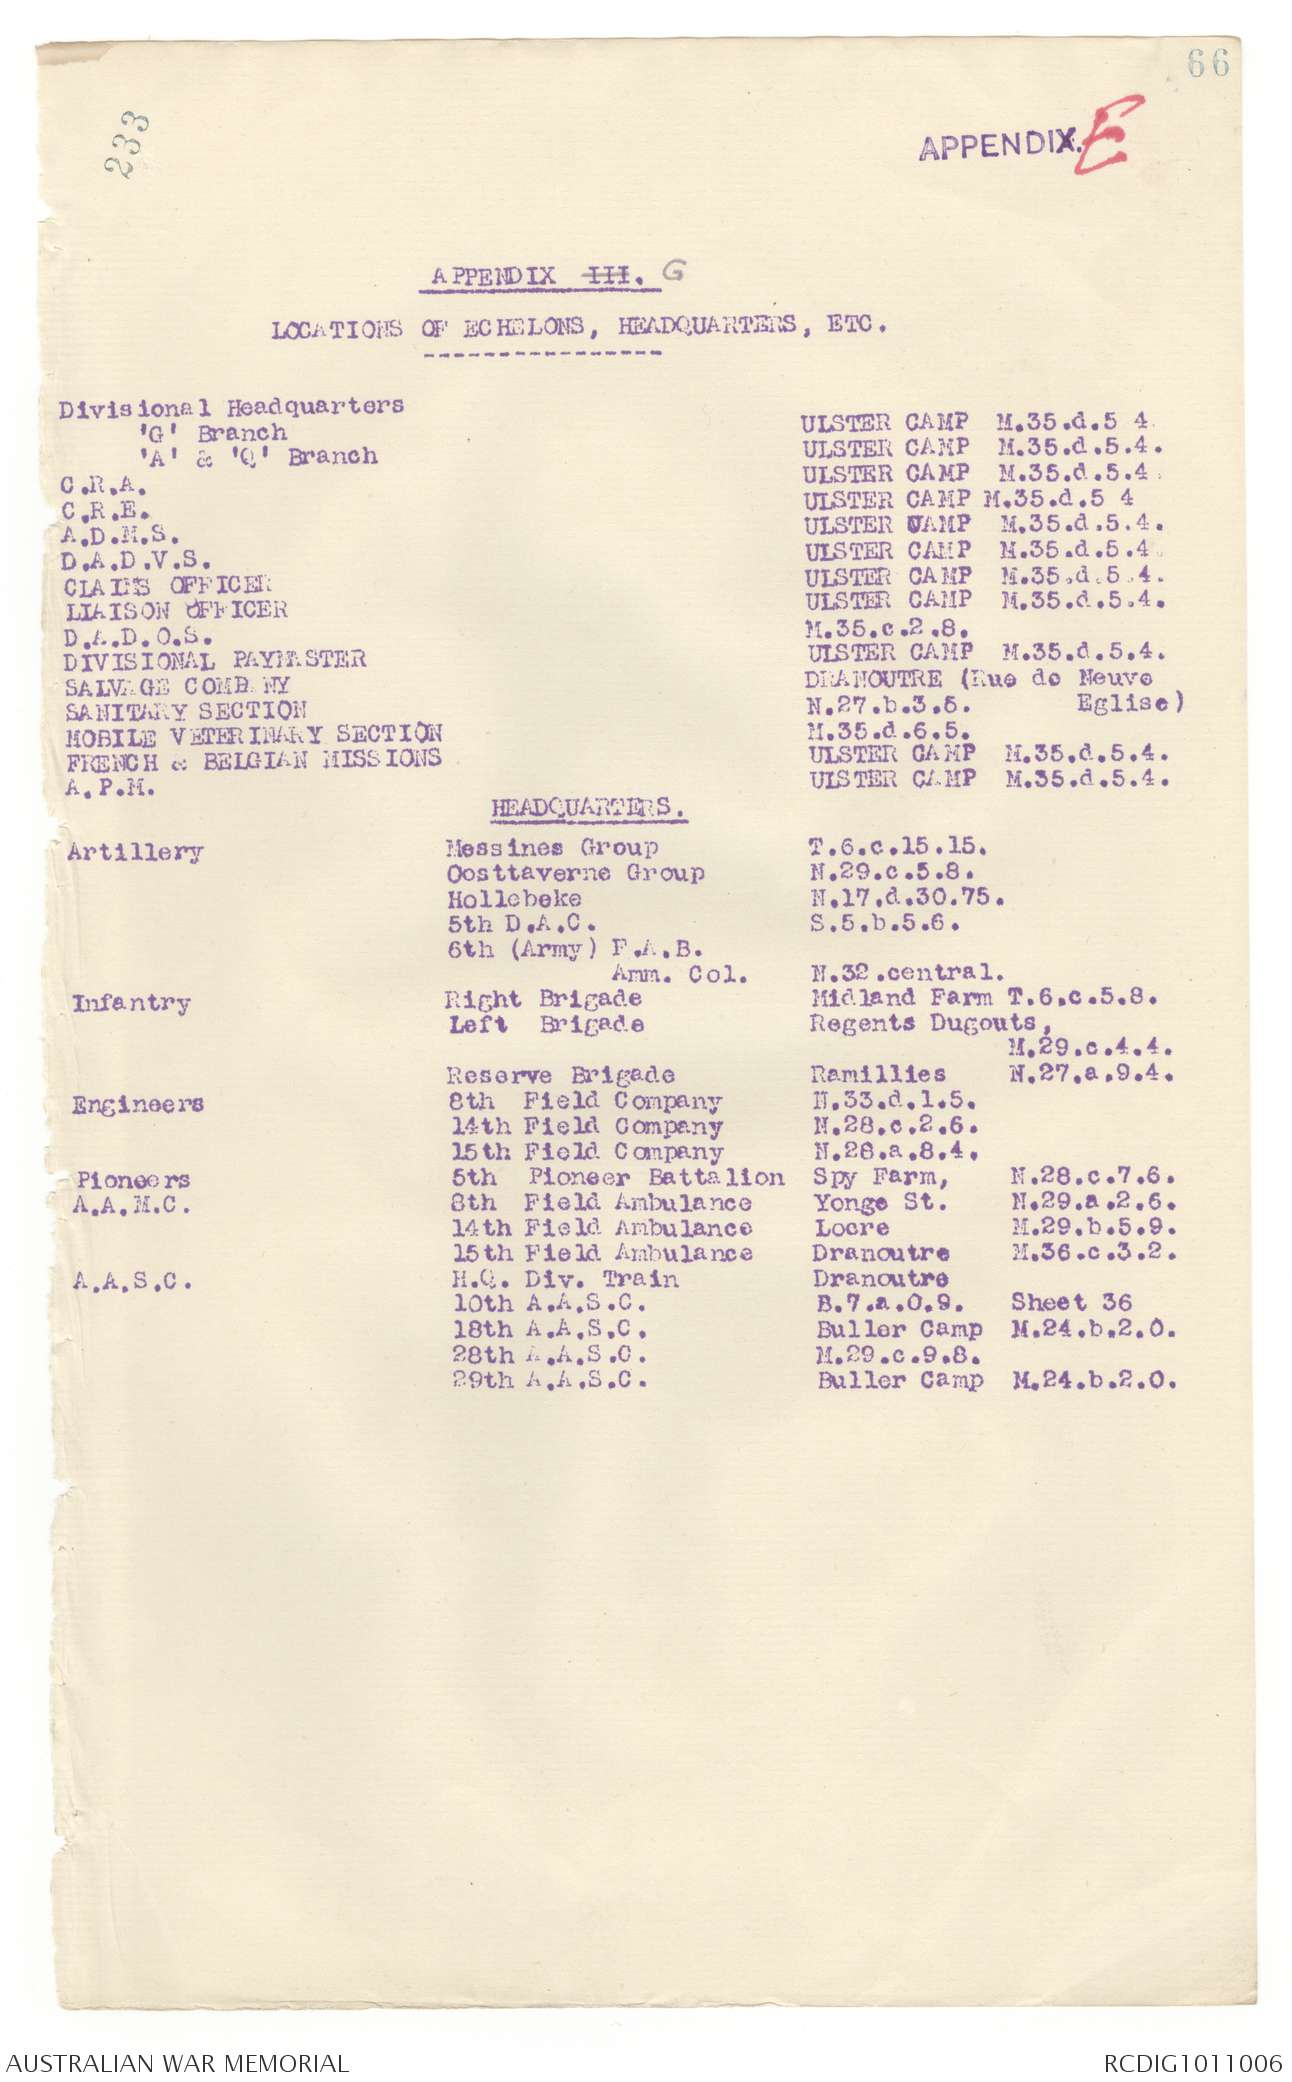 66
233
APPENDIX. E
APPENDIX III. G
LOCATIONS OF ECHELONS, HEADQUARTERS, ETC.
Divisional Headquarters
'G' Branch ULSTER CAMP M.35.d.5 4.
'A' & 'Q' Branch ULSTER CAMP M.35.d.5.4.
C.R.A. ULSTER CAMP M.35.d.5.4.
C.R.E. ULSTER CAMP M.35.d.5 4
A.D.M.S. ULSTER CAMP M.35.d.5.4.
D.A.D.V.S. ULSTER CAMP M.35.d.5.4.
CLAIMS OFFICER ULSTER CAMP M.35.d.5.4.
LIAISON OFFICER ULSTER CAMP M.35.d.5.4.
D.A.D.O.S. M.35.c.2.8.
DIVISIONAL PAYMASTER ULSTER CAMP M.35.d.5.4.
SALVAGE COMPANY DRANOUTRE (Rue de Neuve
SANITARY SECTION N.27.b.3.5. Eglise)
MOBILE VETERINARY SECTION M.35.d.6.5.
FRENCH & BELGIAN MISSIONS ULSTER CAMP M.35.d.5.4.
A.P.M. ULSTER CAMP M.35.d.5.4.
HEADQUARTERS.
Artillery Messines Group T.6.c.15.15.
Oosttaverne Group N.29.c.5.8.
Hollebeke N.17.d.30.75.
5th D.A.C. S.5.b.5.6.
6th (Army) F.A.B.
Amm. Col. N.32.central.
Infantry Right Brigade Midland Farm T.6.c.5.8.
Left Brigade Regents Dugouts,
M.29.c.4.4.
Reserve Brigade Ramillies N.27.a.9.4.
Engineers 8th Field Company N.33.d.1.5.
14th Field Company N.28.c.2.6.
15th Field Company N.28.a.8.4.
Pioneers 5th Pioneer Battalion Spy Farm, N.28.c.7.6.
A.A.M.C. 8th Field Ambulance Yonge St. N.29.a.2.6.
14th Field Ambulance Locre M.29.b.5.9.
15th Field Ambulance Dranoutre M.36.c.3.2.
A.A.S.C. H.Q. Div. Train Dranoutre
10th A.A.S.C. B.7.a.0.9. Sheet 36
18th A.A.S.C. Buller Camp M.24.b.2.0.
28th A.A.S.C. M.29.c.9.8.
29th A.A.S.C. Buller Camp M.24.b.2.0.
AUSTRALIAN WAR MEMORIAL RCDIG1011006